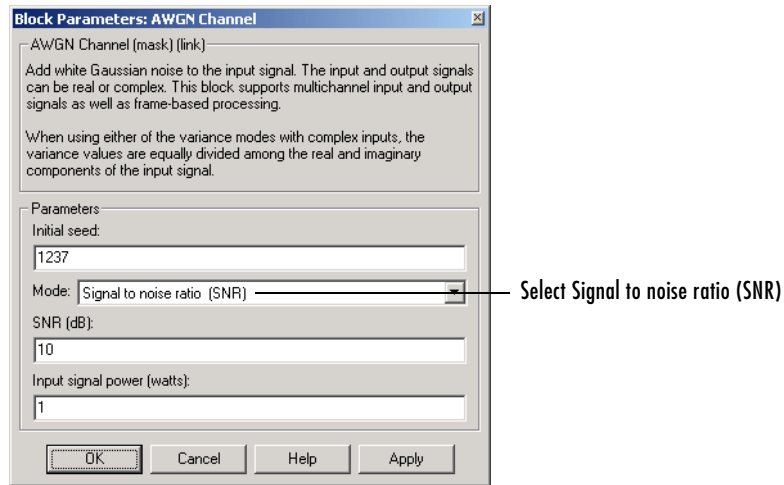 Block Parameters: AWGN Channel
AWGN Channel (mask) (link)
Add white Gaussian noise to the input signal. The input and output signals
can be real or complex. This block supports multichannel input and output
signals as well as frame-based processing.
When using either of the variance modes with complex inputs, the
variance values are equally divided among the real and imaginary
components of the input signal.
Parameters
Initial seed:
1237
Mode: Signal to noise ratio (SNR)
Select Signal to noise ratio (SNR)
SNR (dB):
10
Input signal power (watts):
1
OK Cancel Help Apply